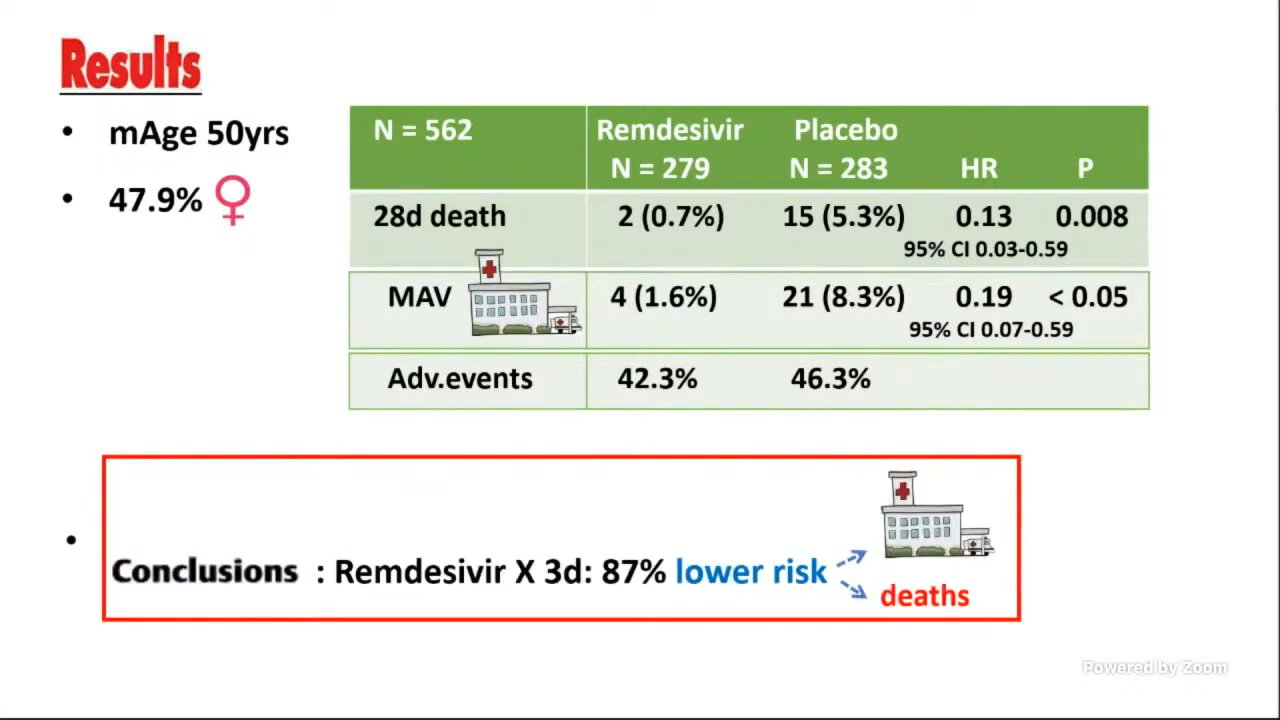 Results
• mAge 50yrs
• 47.9% ♀
N = 562 Remdesivir Placebo
N = 279 N = 283 HR P
28d death 2 (0.7%) 15 (5.3%) 0.13 0.008
95% CI 0.03-0.59
MAV 4 (1.6%) 21 (8.3%) 0.19 < 0.05
95% CI 0.07-0.59
Adv.events 42.3% 46.3%
• Conclusions : Remdesivir X 3d: 87% lower risk
deaths
Powered by Zoom